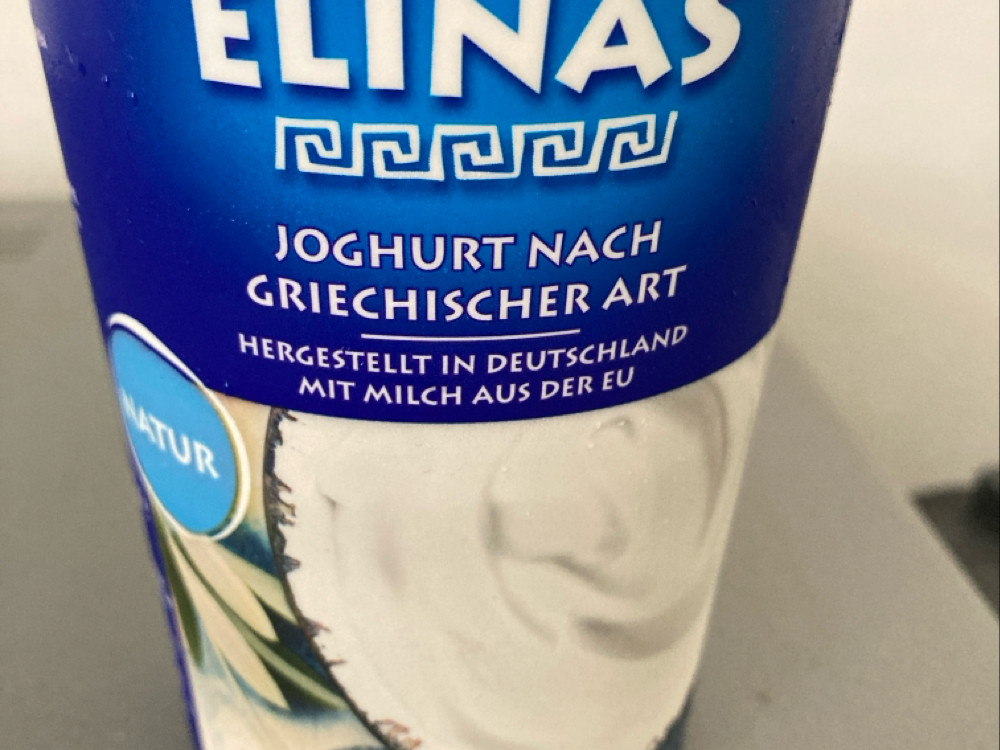 ELINAS
JOGHURT NACH
GRIECHISCHER ART
HERGESTELLT IN DEUTSCHLAND
MIT MILCH AUS DER EU
NATUR